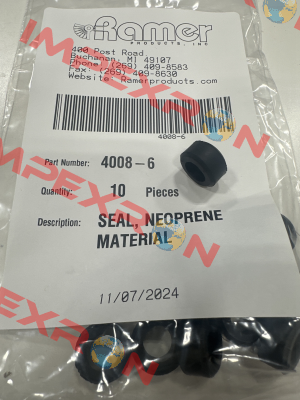 Ramer
PRODUCTS, INC
400 Post Road.
Buchanan, MI 49107
Phone: (269) 409-8583
Fax: (269) 409-8630
Website: Ramerproducts.com
4008-6
Part Number: 4008-6
Quantity: 10 Pieces
Description: SEAL, NEOPRENE
MATERIAL
11/07/2024
IMPEXRON